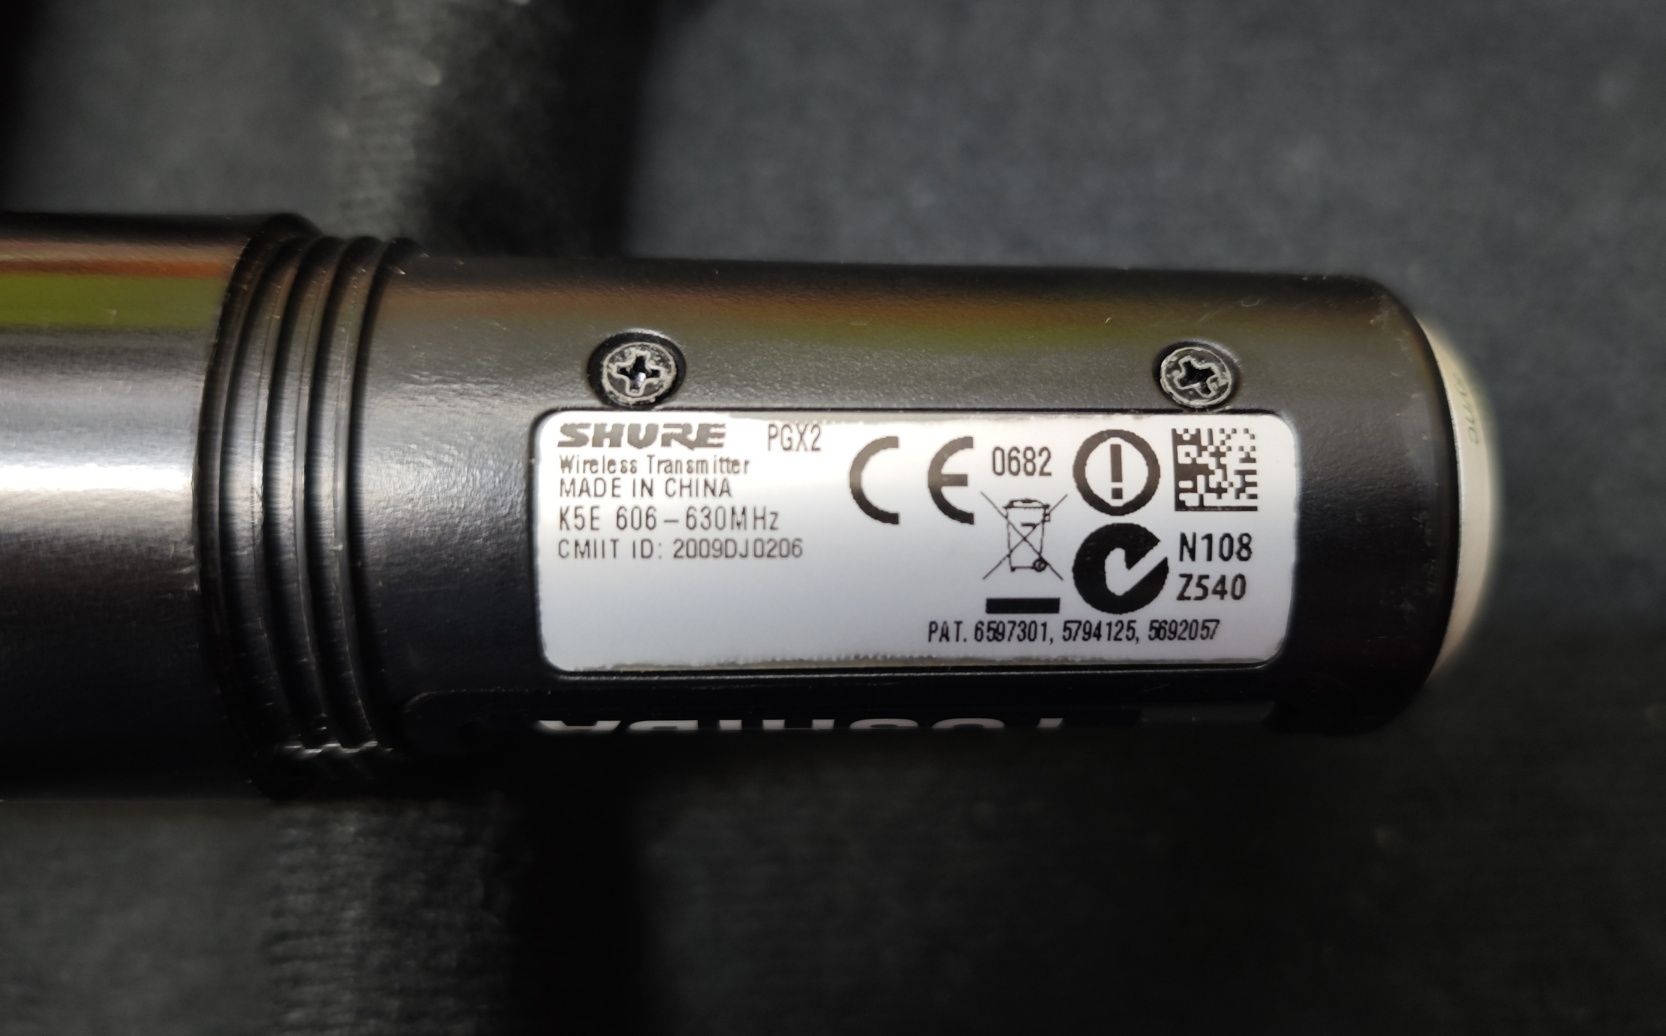 SHURE PGX2
Wireless Transmitter
MADE IN CHINA
K5E 606-630MHz
CMIIT ID: 2009DJ0206
CE 0682
N108
Z540
PAT. 6597301, 5794125, 5692057